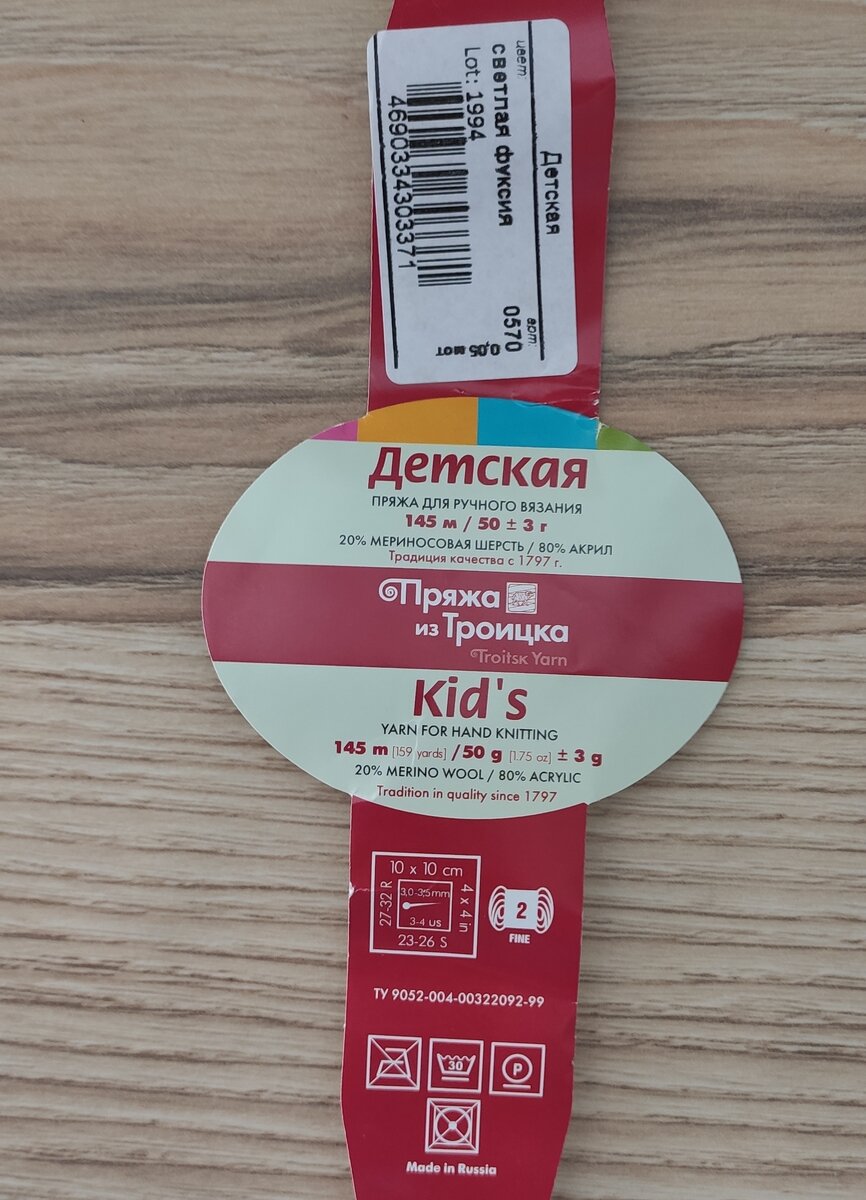 Детская
цвет:
арт:
светлая фуксия
0570
Lot: 1994
0,05 мот
4690334303371
Детская
ПРЯЖА ДЛЯ РУЧНОГО ВЯЗАНИЯ
145 м / 50 ± 3 г
20% МЕРИНОСОВАЯ ШЕРСТЬ / 80% АКРИЛ
Традиция качества с 1797 г.
Пряжа
из Троицка
Troitsk Yarn
Kid's
YARN FOR HAND KNITTING
145 m [159 yards] / 50 g [1.75 oz] ± 3 g
20% MERINO WOOL / 80% ACRYLIC
Tradition in quality since 1797
10 x 10 cm
27-32 R
3,0-3,5mm
3-4 US
4 x 4 in
23-26 S
2
FINE
ТУ 9052-004-00322092-99
30
P
Made in Russia